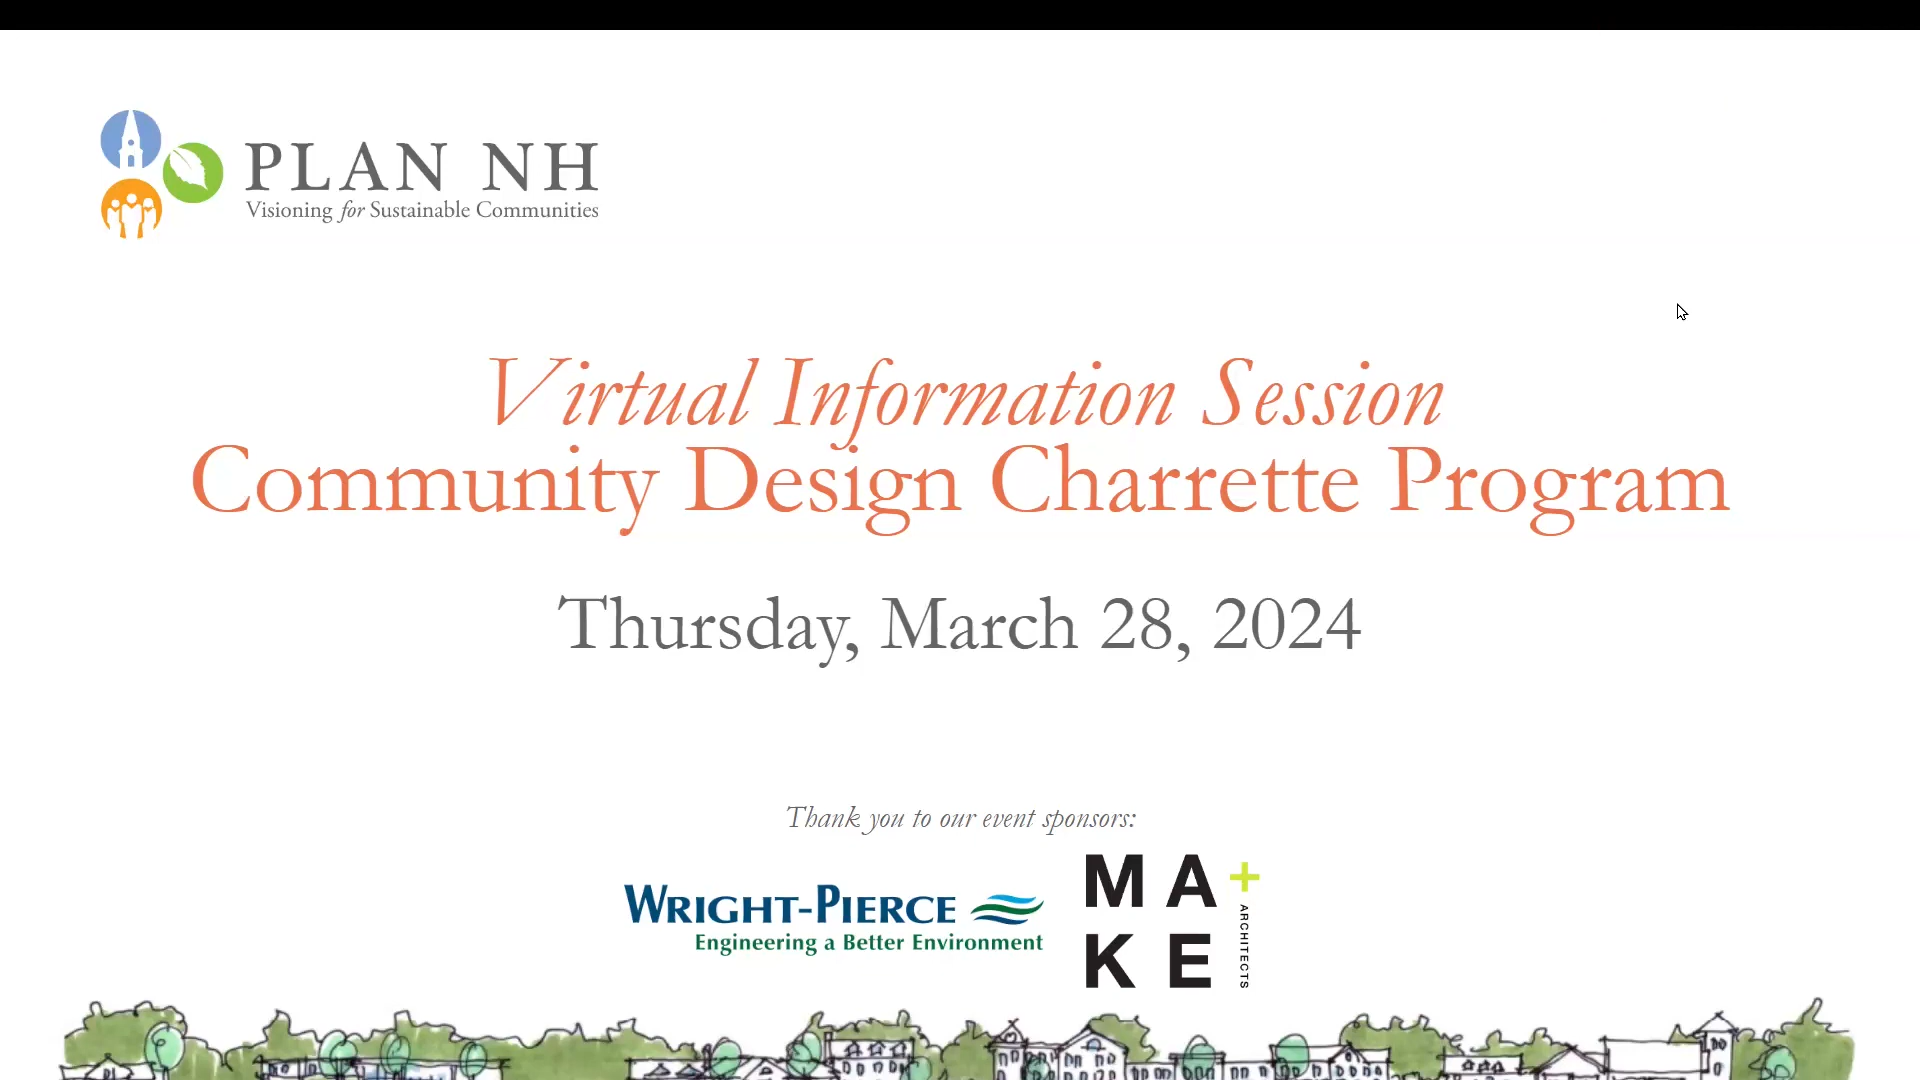 PLAN NH
Visioning for Sustainable Communities
Virtual Information Session
Community Design Charrette Program
Thursday, March 28, 2024
Thank you to our event sponsors:
WRIGHT-PIERCE
Engineering a Better Environment
MA+
KE
ARCHITECTS